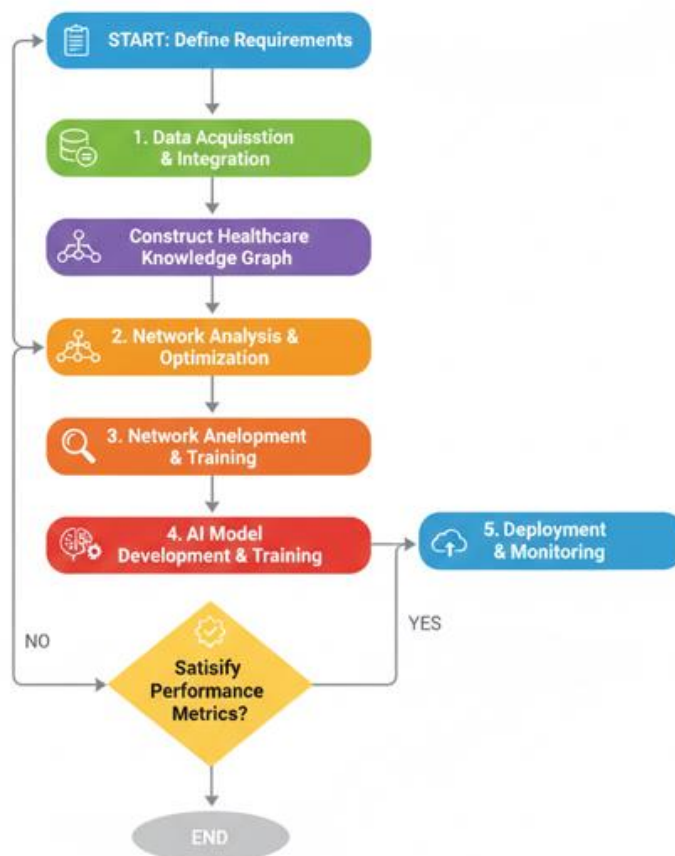 START: Define Requirements
1. Data Acquisstion
& Integration
Construct Healthcare
Knowledge Graph
2. Network Analysis &
Optimization
3. Network Anelopment
& Training
4. AI Model
Development & Training
5. Deployment
& Monitoring
NO
YES
Satisify
Performance
Metrics?
END